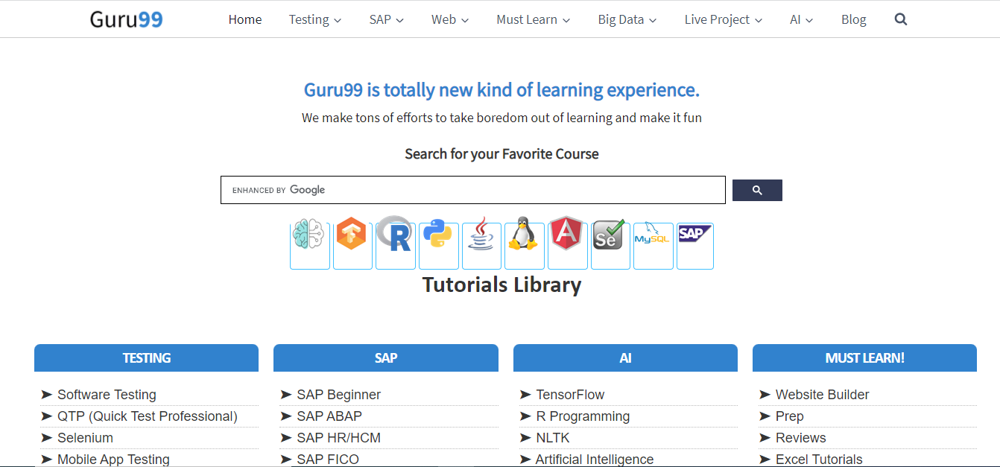 Guru99 Home Testing SAP Web Must Learn Big Data Live Project AI Blog
Guru99 is totally new kind of learning experience.
We make tons of efforts to take boredom out of learning and make it fun
Search for your Favorite Course
ENHANCED BY Google
R Se MySQL SAP
Tutorials Library
TESTING
Software Testing
QTP (Quick Test Professional)
Selenium
Mobile App Testing
SAP
SAP Beginner
SAP ABAP
SAP HR/HCM
SAP FICO
AI
TensorFlow
R Programming
NLTK
Artificial Intelligence
MUST LEARN!
Website Builder
Prep
Reviews
Excel Tutorials